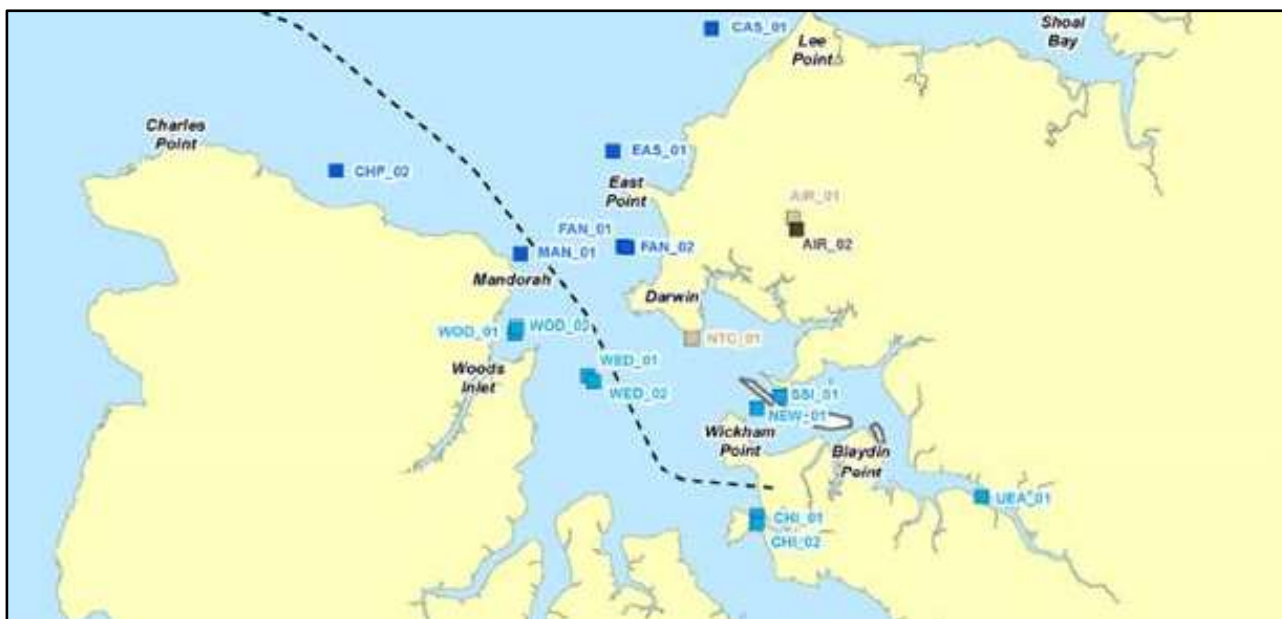 CAS_01
Lee
Point
Shoal
Bay
Charles
Point
CHP_02
EAS_01
East
Point
AIR_01
AIR_02
FAN_01
FAN_02
MAN_01
Mandorah
Darwin
WOD_01
WOD_02
NTC_01
Woods
Inlet
WED_01
WED_02
SSI_01
NEW_01
Wickham
Point
Blaydin
Point
UEA_01
CHI_01
CHI_02